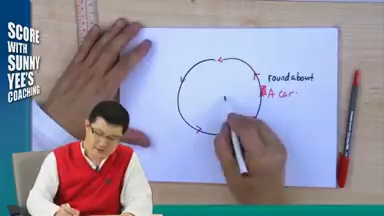 SCORE
WITH
SUNNY
YEE'S
COACHING
roundabout
A car.